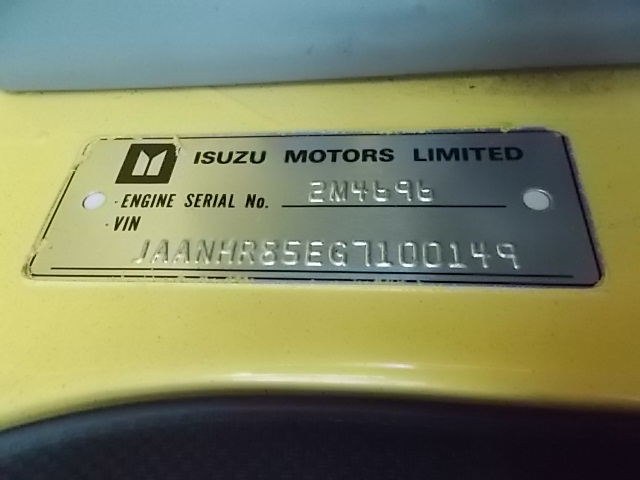 ISUZU MOTORS LIMITED
·ENGINE SERIAL No. 2M4696
·VIN
JAANHR85EG7100149